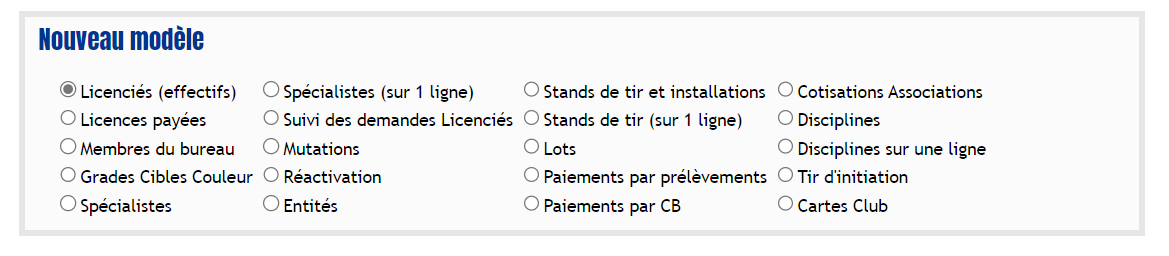 Nouveau modèle
Licenciés (effectifs) Spécialistes (sur 1 ligne) Stands de tir et installations Cotisations Associations
Licences payées Suivi des demandes Licenciés Stands de tir (sur 1 ligne) Disciplines
Membres du bureau Mutations Lots Disciplines sur une ligne
Grades Cibles Couleur Réactivation Paiements par prélèvements Tir d'initiation
Spécialistes Entités Paiements par CB Cartes Club